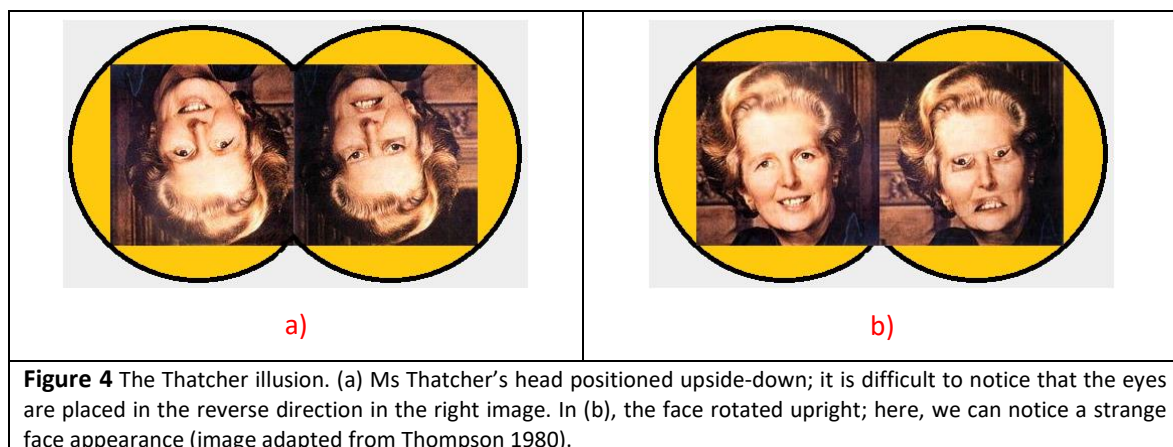 a)
b)
Figure 4 The Thatcher illusion. (a) Ms Thatcher’s head positioned upside-down; it is difficult to notice that the eyes
are placed in the reverse direction in the right image. In (b), the face rotated upright; here, we can notice a strange
face appearance (image adapted from Thompson 1980).